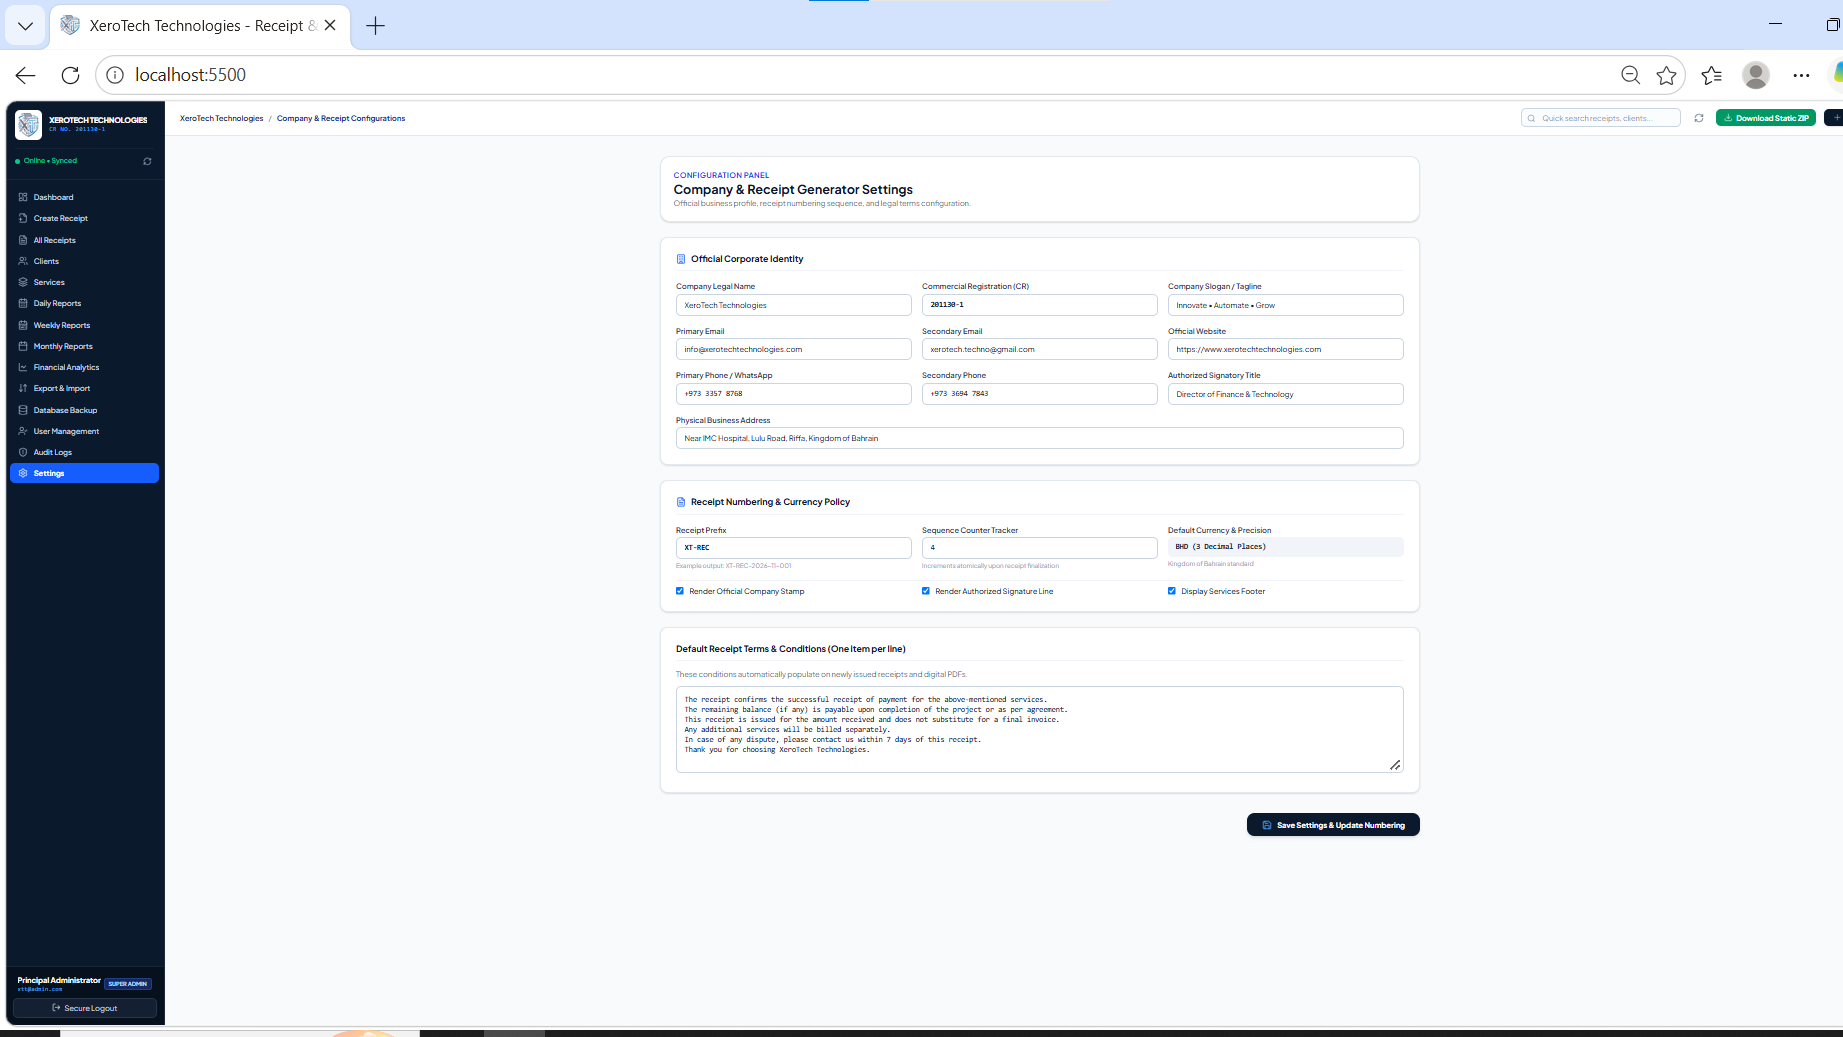 XeroTech Technologies - Receipt &
localhost:5500
XEROTECH TECHNOLOGIES
CR NO. 201130-1
Online • Synced
Dashboard
Create Receipt
All Receipts
Clients
Services
Daily Reports
Weekly Reports
Monthly Reports
Financial Analytics
Export & Import
Database Backup
User Management
Audit Logs
Settings
Principal Administrator
xtt@admin.com
SUPER ADMIN
Secure Logout
XeroTech Technologies / Company & Receipt Configurations
Quick search receipts, clients...
Download Static ZIP
CONFIGURATION PANEL
Company & Receipt Generator Settings
Official business profile, receipt numbering sequence, and legal terms configuration.
Official Corporate Identity
Company Legal Name
XeroTech Technologies
Commercial Registration (CR)
201130-1
Company Slogan / Tagline
Innovate • Automate • Grow
Primary Email
info@xerotechtechnologies.com
Secondary Email
xerotech.techno@gmail.com
Official Website
https://www.xerotechtechnologies.com
Primary Phone / WhatsApp
+973 3357 8768
Secondary Phone
+973 3694 7843
Authorized Signatory Title
Director of Finance & Technology
Physical Business Address
Near IMC Hospital, Lulu Road, Riffa, Kingdom of Bahrain
Receipt Numbering & Currency Policy
Receipt Prefix
XT-REC
Example output: XT-REC-2026-11-001
Sequence Counter Tracker
4
Increments atomically upon receipt finalization
Default Currency & Precision
BHD (3 Decimal Places)
Kingdom of Bahrain standard
Render Official Company Stamp
Render Authorized Signature Line
Display Services Footer
Default Receipt Terms & Conditions (One item per line)
These conditions automatically populate on newly issued receipts and digital PDFs.
The receipt confirms the successful receipt of payment for the above-mentioned services.
The remaining balance (if any) is payable upon completion of the project or as per agreement.
This receipt is issued for the amount received and does not substitute for a final invoice.
Any additional services will be billed separately.
In case of any dispute, please contact us within 7 days of this receipt.
Thank you for choosing XeroTech Technologies.
Save Settings & Update Numbering